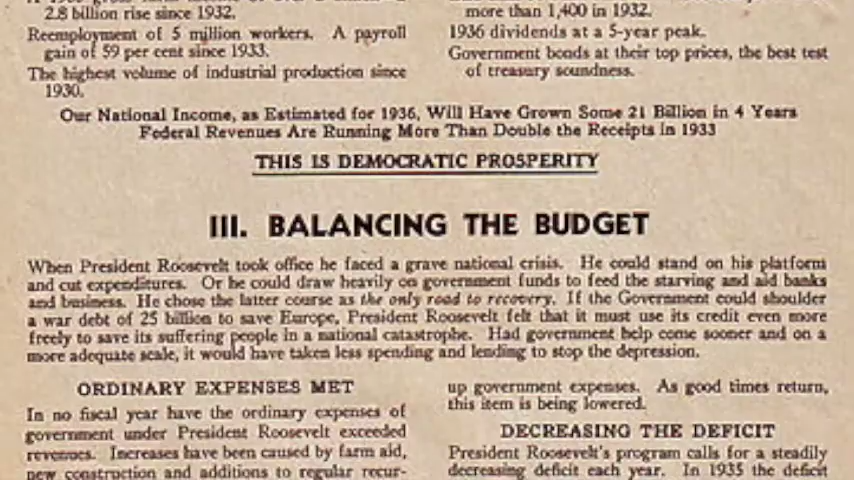 2.8 billion rise since 1932.
Reemployment of 5 million workers. A payroll
gain of 59 per cent since 1933.
The highest volume of industrial production since
1930.
more than 1,400 in 1932.
1936 dividends at a 5-year peak.
Government bonds at their top prices, the best test
of treasury soundness.
Our National Income, as Estimated for 1936, Will Have Grown Some 21 Billion in 4 Years
Federal Revenues Are Running More Than Double the Receipts in 1933
THIS IS DEMOCRATIC PROSPERITY
III. BALANCING THE BUDGET
When President Roosevelt took office he faced a grave national crisis. He could stand on his platform
and cut expenditures. Or he could draw heavily on government funds to feed the starving and aid banks
and business. He chose the latter course as the only road to recovery. If the Government could shoulder
a war debt of 25 billion to save Europe, President Roosevelt felt that it must use its credit even more
freely to save its suffering people in a national catastrophe. Had government help come sooner and on a
more adequate scale, it would have taken less spending and lending to stop the depression.
ORDINARY EXPENSES MET
In no fiscal year have the ordinary expenses of
government under President Roosevelt exceeded
revenues. Increases have been caused by farm aid,
new construction and additions to regular recur-
up government expenses. As good times return,
this item is being lowered.
DECREASING THE DEFICIT
President Roosevelt's program calls for a steadily
decreasing deficit each year. In 1935 the deficit